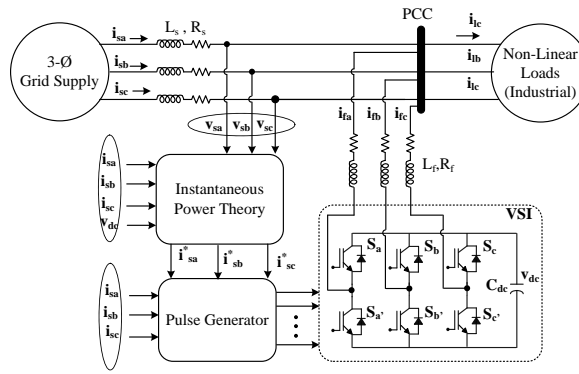 PCC
i_sa
L_s , R_s
i_lc
3-Ø
Grid Supply
i_sb
i_lb
Non-Linear
Loads
(Industrial)
i_sc
i_lc
i_fa i_fb i_fc
v_sa v_sb v_sc
i_sa
i_sb
i_sc
v_dc
Instantaneous
Power Theory
L_f,R_f
VSI
i*_sa i*_sb i*_sc
S_a S_b S_c
v_dc
C_dc
i_sa
i_sb
i_sc
Pulse Generator
S_a' S_b' S_c'